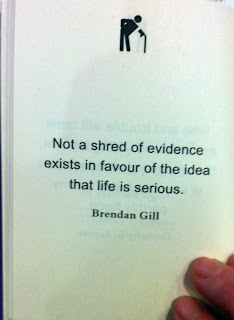 Not a shred of evidence
exists in favour of the idea
that life is serious.
Brendan Gill